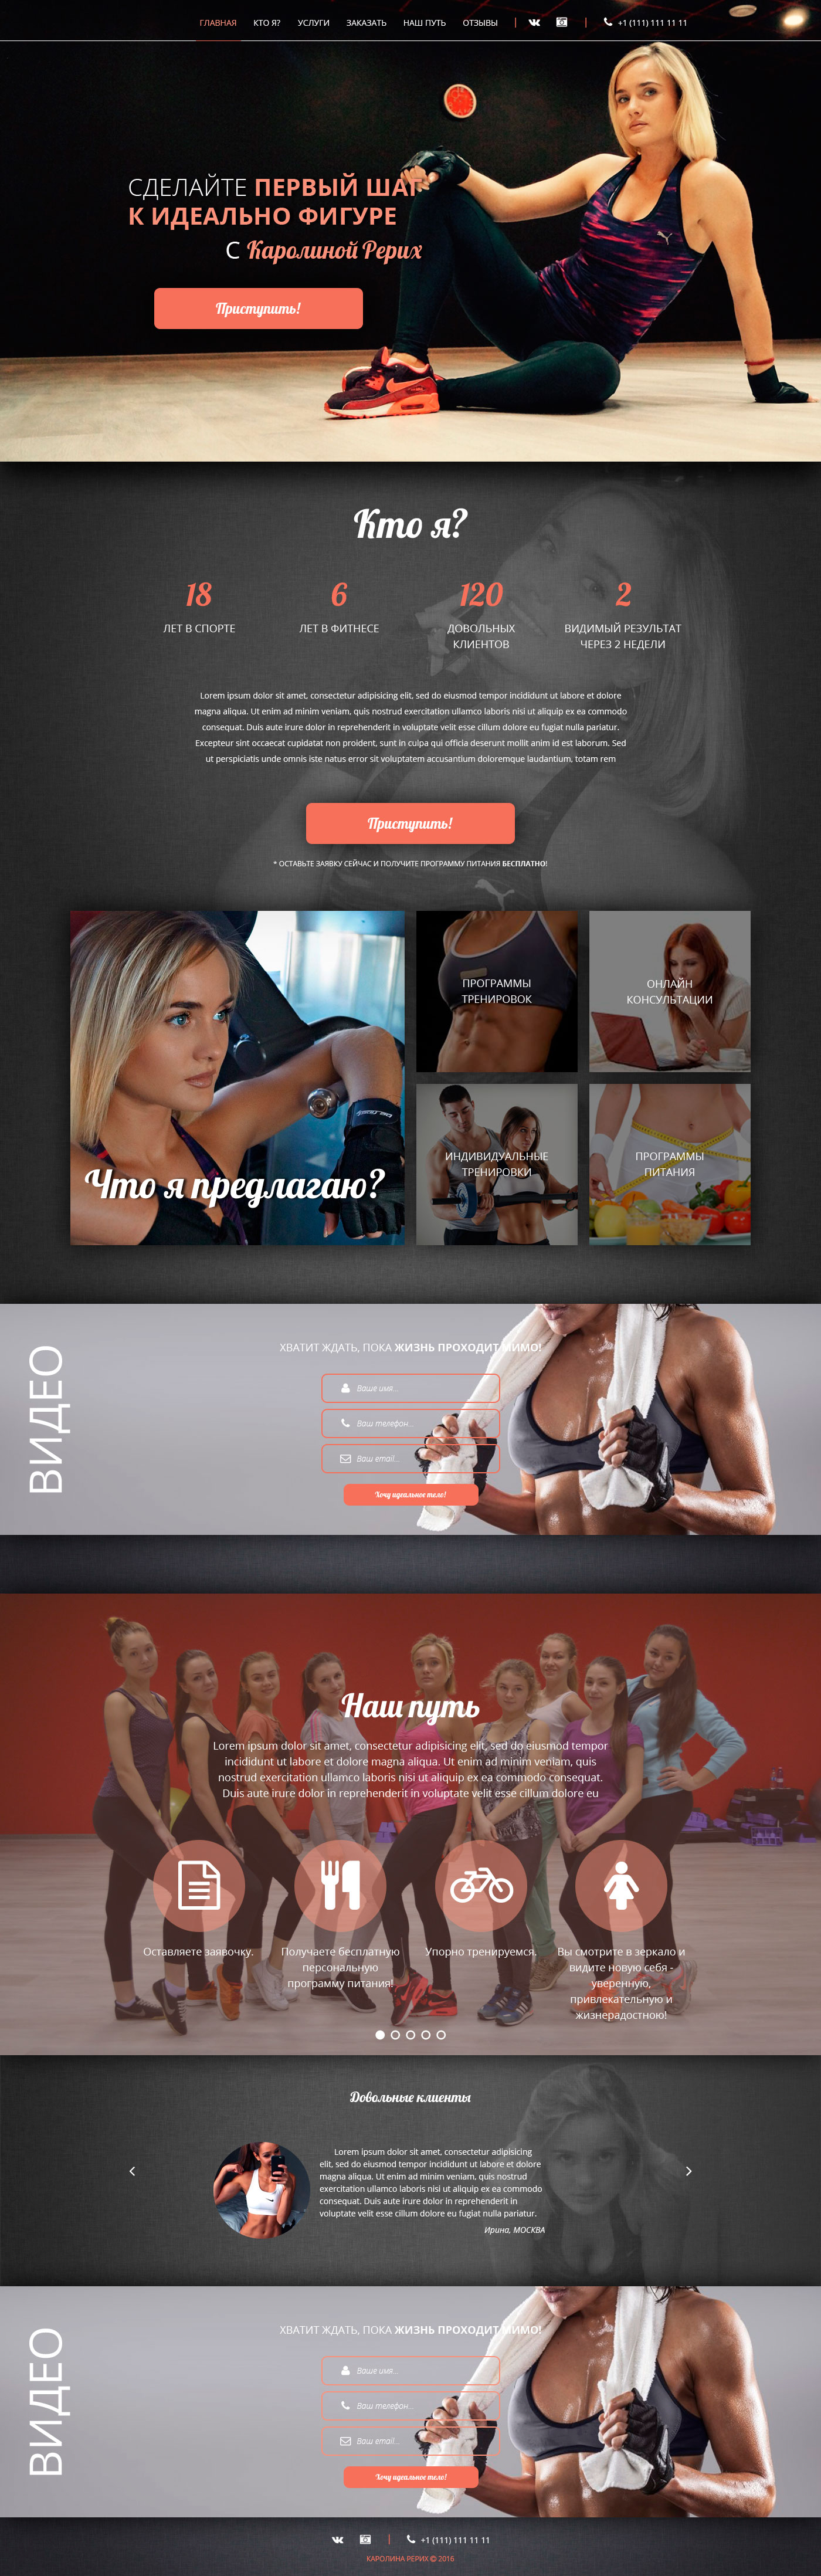 ГЛАВНАЯ КТО Я? УСЛУГИ ЗАКАЗАТЬ НАШ ПУТЬ ОТЗЫВЫ +1 (111) 111 11 11
СДЕЛАЙТЕ ПЕРВЫЙ ШАГ
К ИДЕАЛЬНО ФИГУРЕ
С Каролиной Рерих
Приступить!
Кто я?
18
ЛЕТ В СПОРТЕ
6
ЛЕТ В ФИТНЕСЕ
120
ДОВОЛЬНЫХ
КЛИЕНТОВ
2
ВИДИМЫЙ РЕЗУЛЬТАТ
ЧЕРЕЗ 2 НЕДЕЛИ
Lorem ipsum dolor sit amet, consectetur adipisicing elit, sed do eiusmod tempor incididunt ut labore et dolore
magna aliqua. Ut enim ad minim veniam, quis nostrud exercitation ullamco laboris nisi ut aliquip ex ea commodo
consequat. Duis aute irure dolor in reprehenderit in voluptate velit esse cillum dolore eu fugiat nulla pariatur.
Excepteur sint occaecat cupidatat non proident, sunt in culpa qui officia deserunt mollit anim id est laborum. Sed
ut perspiciatis unde omnis iste natus error sit voluptatem accusantium doloremque laudantium, totam rem
Приступить!
* ОСТАВЬТЕ ЗАЯВКУ СЕЙЧАС И ПОЛУЧИТЕ ПРОГРАММУ ПИТАНИЯ БЕСПЛАТНО!
Что я предлагаю?
ПРОГРАММЫ
ТРЕНИРОВОК
ОНЛАЙН
КОНСУЛЬТАЦИИ
ИНДИВИДУАЛЬНЫЕ
ТРЕНИРОВКИ
ПРОГРАММЫ
ПИТАНИЯ
ВИДЕО
ХВАТИТ ЖДАТЬ, ПОКА ЖИЗНЬ ПРОХОДИТ МИМО!
Ваше имя...
Ваш телефон...
Ваш email...
Хочу идеальное тело!
Наш путь
Lorem ipsum dolor sit amet, consectetur adipisicing elit, sed do eiusmod tempor
incididunt ut labore et dolore magna aliqua. Ut enim ad minim veniam, quis
nostrud exercitation ullamco laboris nisi ut aliquip ex ea commodo consequat.
Duis aute irure dolor in reprehenderit in voluptate velit esse cillum dolore eu
Оставляете заявочку.
Получаете бесплатную
персональную
программу питания!
Упорно тренируемся.
Вы смотрите в зеркало и
видите новую себя -
уверенную,
привлекательную и
жизнерадостною!
Довольные клиенты
Lorem ipsum dolor sit amet, consectetur adipisicing
elit, sed do eiusmod tempor incididunt ut labore et dolore
magna aliqua. Ut enim ad minim veniam, quis nostrud
exercitation ullamco laboris nisi ut aliquip ex ea commodo
consequat. Duis aute irure dolor in reprehenderit in
voluptate velit esse cillum dolore eu fugiat nulla pariatur.
Ирина, МОСКВА
ВИДЕО
ХВАТИТ ЖДАТЬ, ПОКА ЖИЗНЬ ПРОХОДИТ МИМО!
Ваше имя...
Ваш телефон...
Ваш email...
Хочу идеальное тело!
+1 (111) 111 11 11
КАРОЛИНА РЕРИХ © 2016